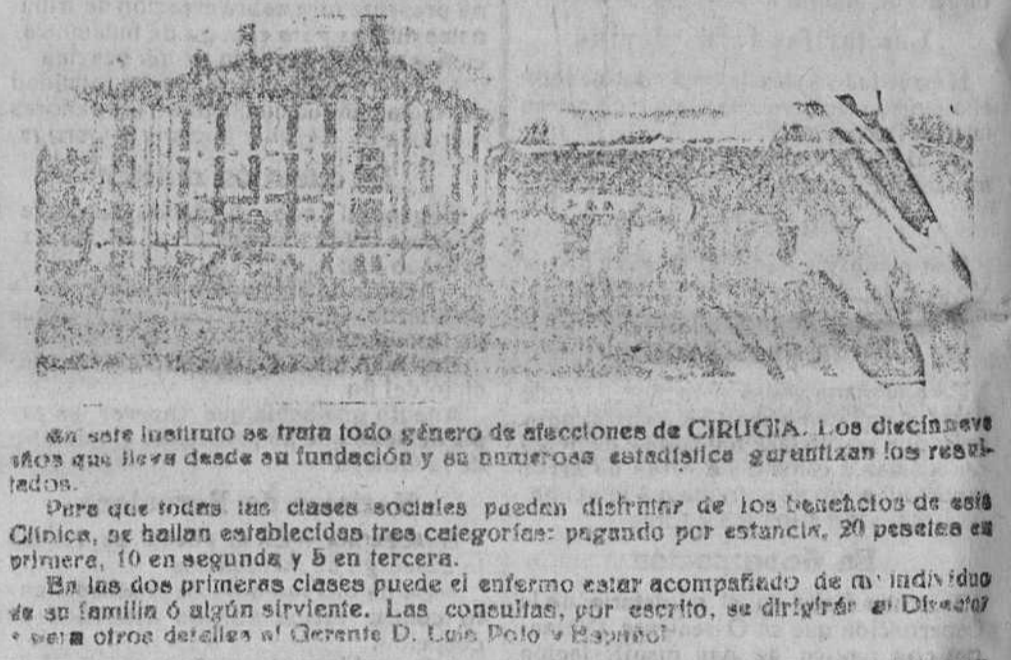 En este Instituto se trata todo género de afecciones de CIRUGIA. Los diecinueve
años que lleva desde su fundación y su numerosa estadística garantizan los resul-
tados.
Para que todas las clases sociales puedan disfrutar de los beneficios de esta
Clínica, se hallan establecidas tres categorías: pagando por estancia, 20 pesetas en
primera, 10 en segunda y 5 en tercera.
En las dos primeras clases puede el enfermo estar acompañado de un individuo
de su familia ó algún sirviente. Las consultas, por escrito, se dirigirán al Director
y para otros detalles al Gerente D. Luis Polo y Español